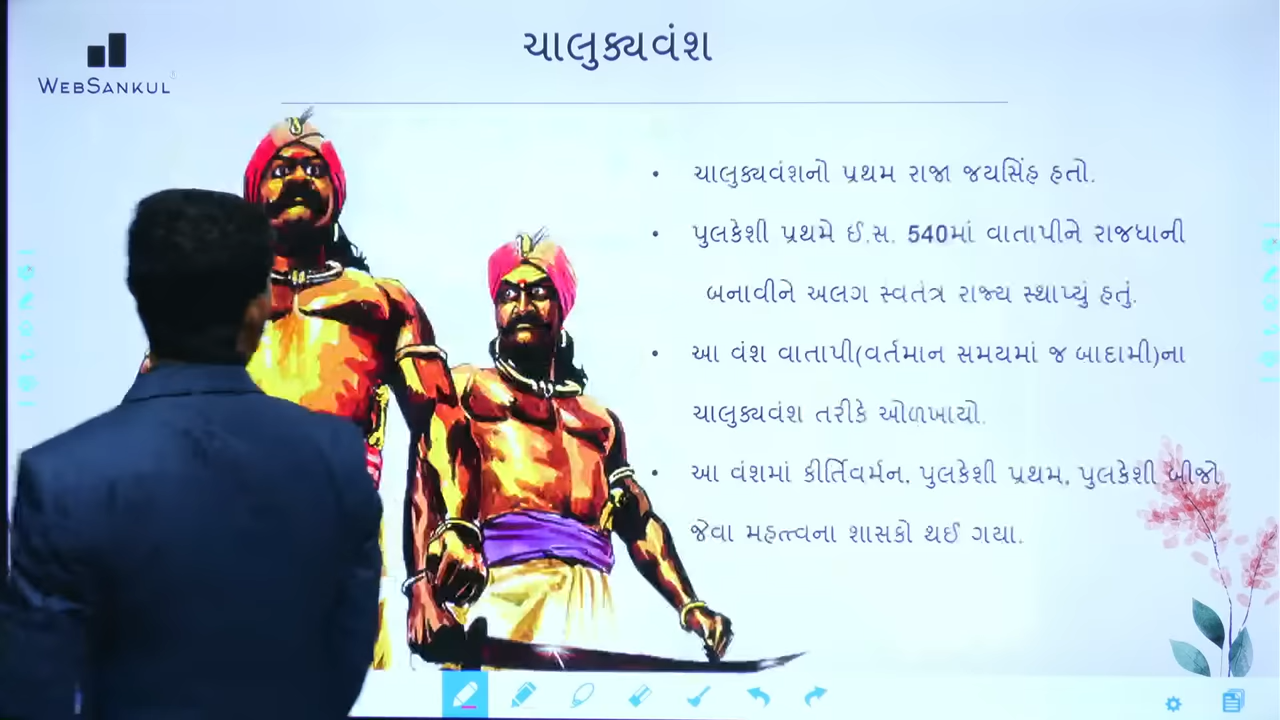 WEBSANKUL
ચાલુક્યવંશ
• ચાલુક્યવંશનો પ્રથમ રાજા જયસિંહ હતો.
• પુલકેશી પ્રથમે ઈ.સ. 540માં વાતાપીને રાજધાની
બનાવીને અલગ સ્વતંત્ર રાજ્ય સ્થાપ્યું હતું.
• આ વંશ વાતાપી(વર્તમાન સમયમાં જ બાદામી)ના
ચાલુક્યવંશ તરીકે ઓળખાયો.
• આ વંશમાં કીર્તિવર્મન, પુલકેશી પ્રથમ, પુલકેશી બીજો
જેવા મહત્ત્વના શાસકો થઈ ગયા.